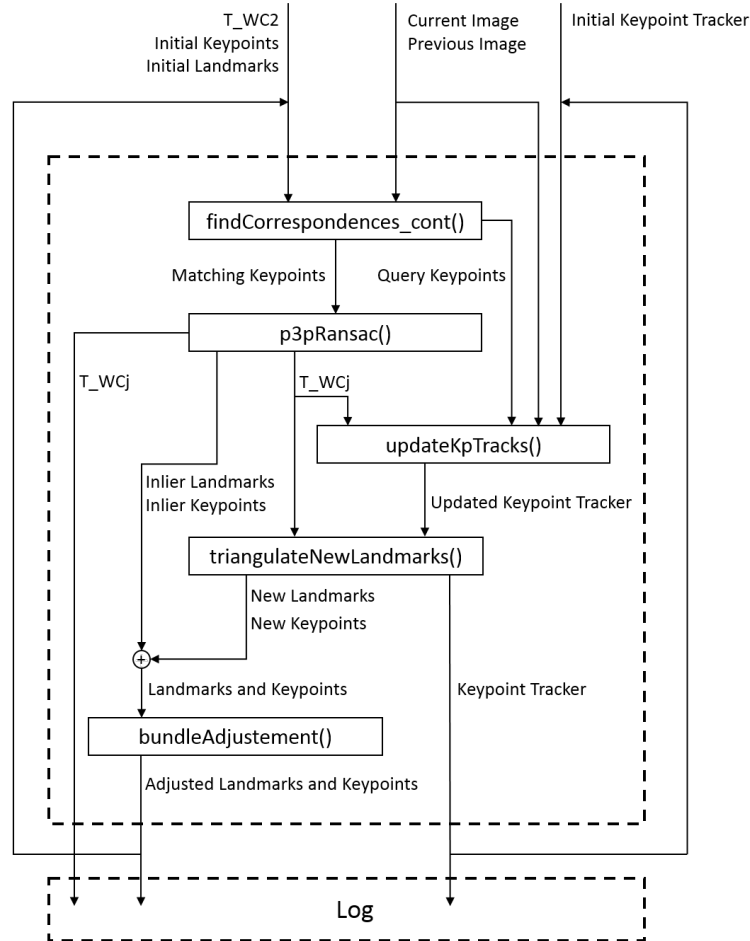 T_WC2
Initial Keypoints
Initial Landmarks
Current Image
Previous Image
Initial Keypoint Tracker
findCorrespondences_cont()
Matching Keypoints
Query Keypoints
p3pRansac()
T_WCj
T_WCj
updateKpTracks()
Inlier Landmarks
Inlier Keypoints
Updated Keypoint Tracker
triangulateNewLandmarks()
New Landmarks
New Keypoints
+
Landmarks and Keypoints
Keypoint Tracker
bundleAdjustement()
Adjusted Landmarks and Keypoints
Log